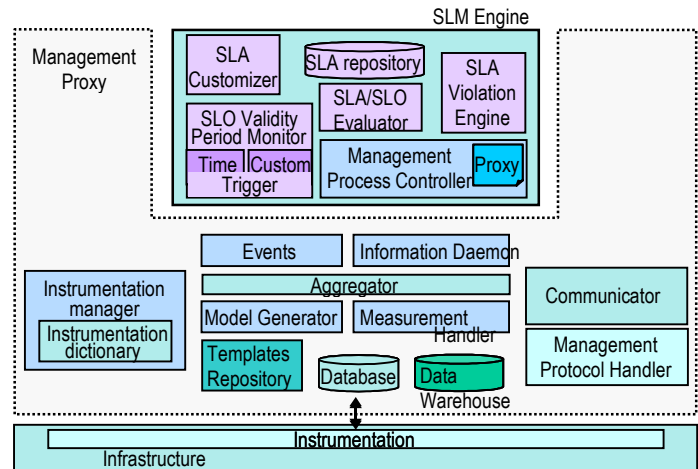 SLM Engine
Management
Proxy
SLA
Customizer
SLA repository
SLA
Violation
Engine
SLA/SLO
Evaluator
SLO Validity
Period Monitor
Time
Custom
Trigger
Management
Process Controller
Proxy
Events
Information Daemon
Aggregator
Instrumentation
manager
Instrumentation
dictionary
Model Generator
Measurement
Handler
Communicator
Templates
Repository
Database
Data
Warehouse
Management
Protocol Handler
Instrumentation
Infrastructure